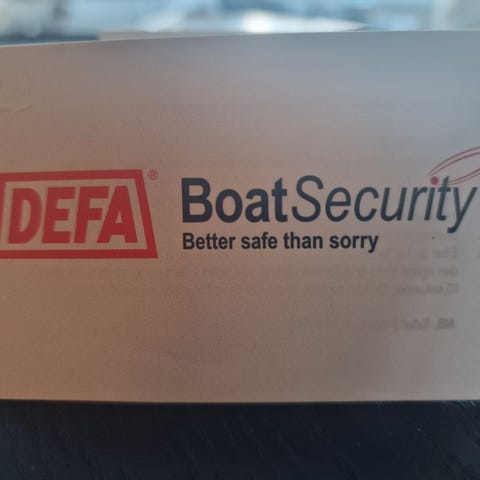 DEFA®
BoatSecurity
Better safe than sorry